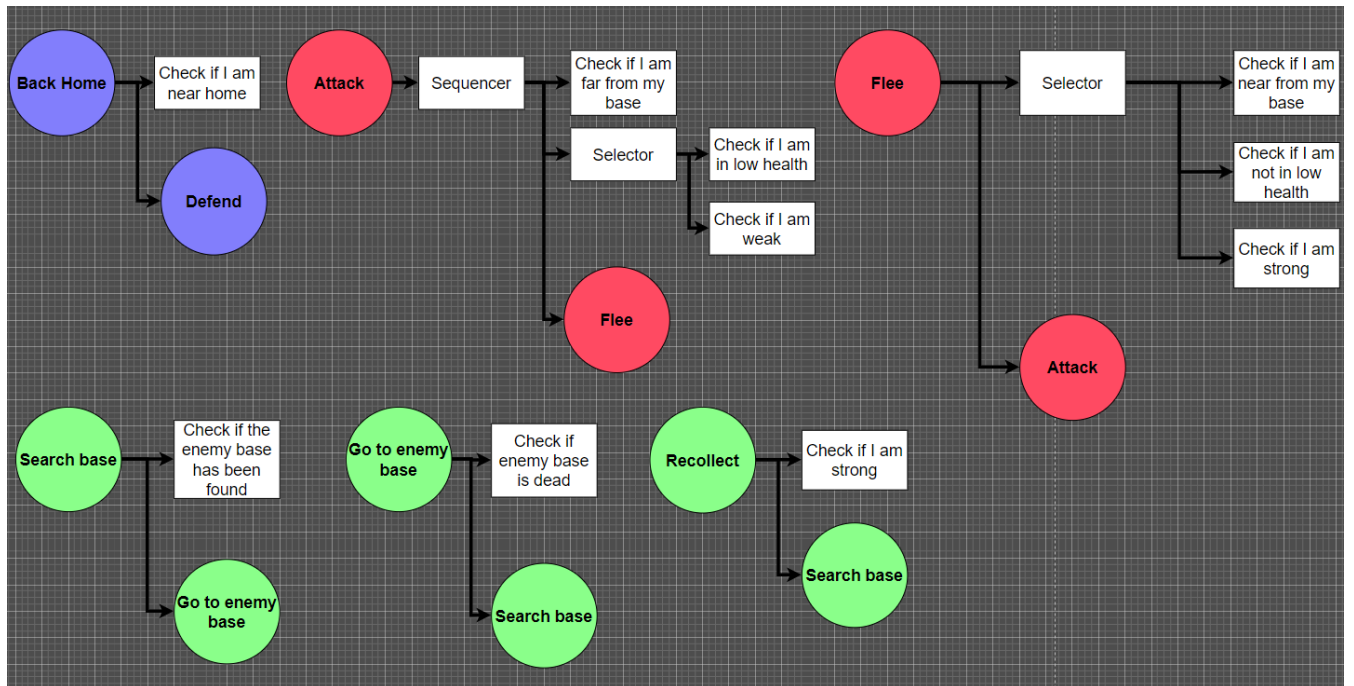 Back Home
Check if I am
near home
Defend
Attack
Sequencer
Check if I am
far from my
base
Selector
Check if I am
in low health
Check if I am
weak
Flee
Flee
Selector
Check if I am
near from my
base
Check if I am
not in low
health
Check if I am
strong
Attack
Search base
Check if the
enemy base
has been
found
Go to enemy
base
Go to enemy
base
Check if
enemy base
is dead
Search base
Recollect
Check if I am
strong
Search base